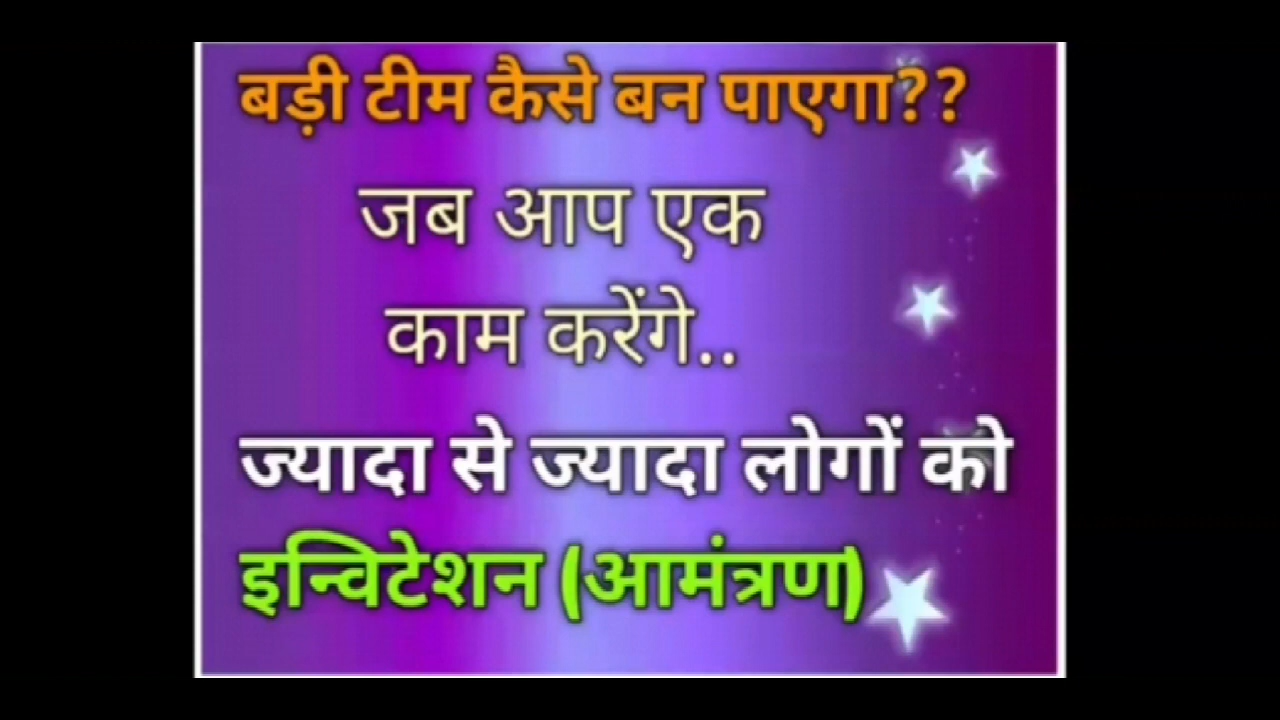 बड़ी टीम कैसे बन पाएगा??
जब आप एक
काम करेंगे..
ज्यादा से ज्यादा लोगों को
इन्विटेशन (आमंत्रण)